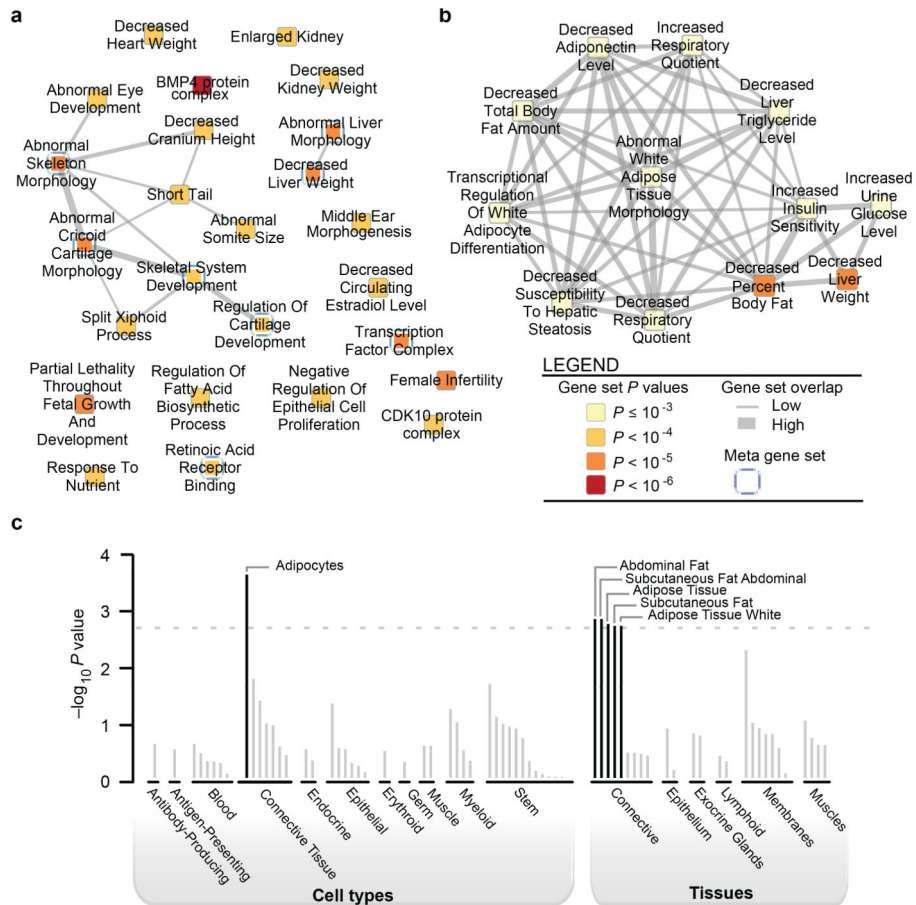 a
Decreased
Heart Weight
Enlarged Kidney
BMP4 protein
complex
Decreased
Kidney Weight
Abnormal Eye
Development
Decreased
Cranium Height
Abnormal Liver
Morphology
Abnormal
Skeleton
Morphology
Decreased
Liver Weight
Short Tail
Abnormal
Cricoid
Cartilage
Morphology
Abnormal
Somite Size
Middle Ear
Morphogenesis
Skeletal System
Development
Decreased
Circulating
Estradiol Level
Split Xiphoid
Process
Regulation Of
Cartilage
Development
Transcription
Factor Complex
Partial Lethality
Throughout
Fetal Growth
And
Development
Regulation Of
Fatty Acid
Biosynthetic
Process
Negative
Regulation Of
Epithelial Cell
Proliferation
Female Infertility
CDK10 protein
complex
Response To
Nutrient
Retinoic Acid
Receptor
Binding
b
Decreased
Adiponectin
Level
Increased
Respiratory
Quotient
Decreased
Total Body
Fat Amount
Decreased
Liver
Triglyceride
Level
Abnormal
White
Adipose
Tissue
Morphology
Transcriptional
Regulation
Of White
Adipocyte
Differentiation
Increased
Insulin
Sensitivity
Increased
Urine
Glucose
Level
Decreased
Susceptibility
To Hepatic
Steatosis
Decreased
Respiratory
Quotient
Decreased
Percent
Body Fat
Decreased
Liver
Weight
LEGEND
Gene set P values
P ≤ 10⁻³
P < 10⁻⁴
P < 10⁻⁵
P < 10⁻⁶
Gene set overlap
Low
High
Meta gene set
c
−log₁₀ P value
4
3
2
1
0
Adipocytes
Abdominal Fat
Subcutaneous Fat Abdominal
Adipose Tissue
Subcutaneous Fat
Adipose Tissue White
Antibody-Producing
Antigen-Presenting
Blood
Connective Tissue
Endocrine
Epithelial
Erythroid
Germ
Muscle
Myeloid
Stem
Cell types
Connective
Epithelium
Exocrine Glands
Lymphoid
Membranes
Muscles
Tissues